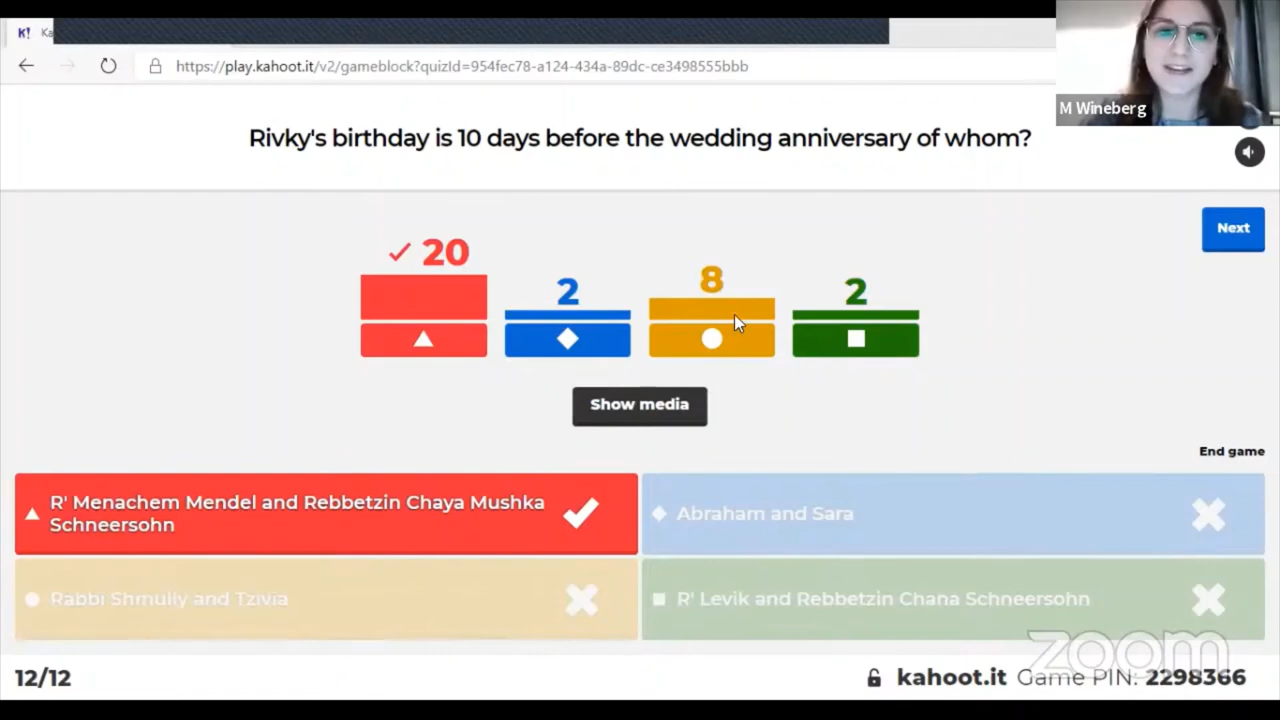 K! Ka
https://play.kahoot.it/v2/gameblock?quizId=954fec78-a124-434a-89dc-ce3498555bbb
M Wineberg
Rivky's birthday is 10 days before the wedding anniversary of whom?
Next
20
2
8
2
Show media
End game
R' Menachem Mendel and Rebbetzin Chaya Mushka
Schneersohn
Abraham and Sara
Rabbi Shmully and Tzivia
R' Levik and Rebbetzin Chana Schneersohn
zoom
12/12
kahoot.it Game PIN: 2298366